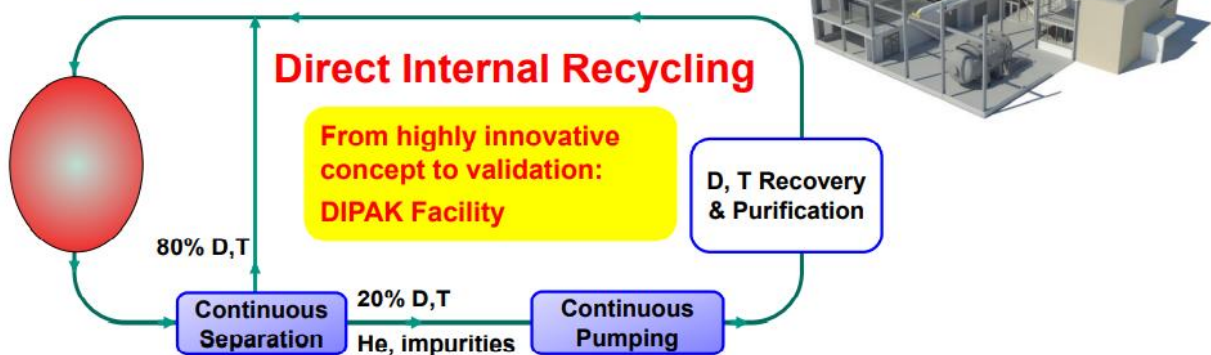 Direct Internal Recycling
From highly innovative
concept to validation:
DIPAK Facility
D, T Recovery
& Purification
80% D,T
Continuous
Separation
20% D,T
He, impurities
Continuous
Pumping